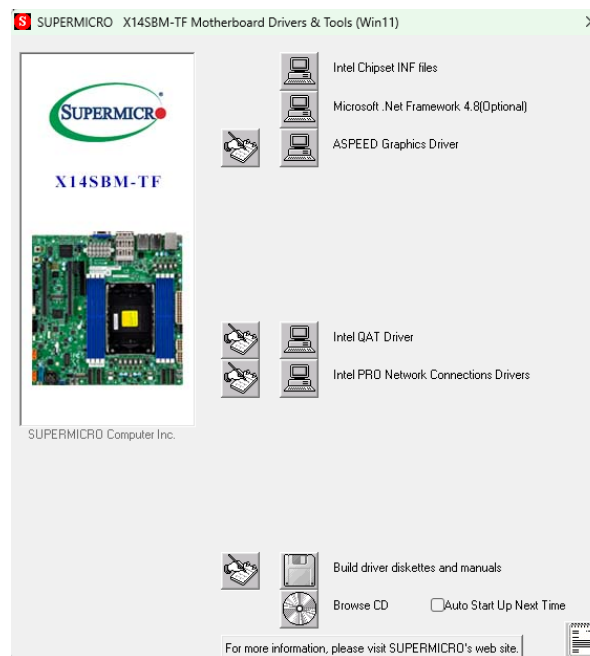 S SUPERMICRO X14SBM-TF Motherboard Drivers & Tools (Win11)
SUPERMICRO
X14SBM-TF
SUPERMICRO Computer Inc.
Intel Chipset INF files
Microsoft .Net Framework 4.8(Optional)
ASPEED Graphics Driver
Intel QAT Driver
Intel PRO Network Connections Drivers
Build driver diskettes and manuals
Browse CD Auto Start Up Next Time
For more information, please visit SUPERMICRO's web site.